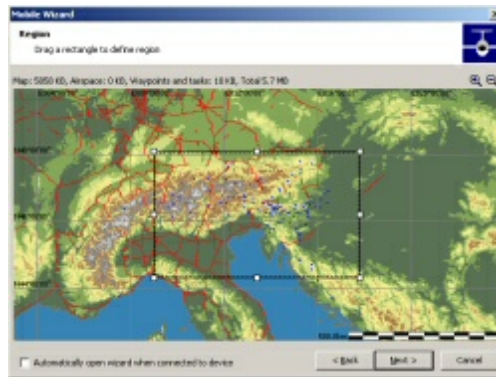 Mobile Wizard
Region
Drag a rectangle to define region
Map: 5850 KB, Airspace: 0 KB, Waypoints and tasks: 10 KB, Total 5.7 MB
Automatically open wizard when connected to device
< Back
Next >
Cancel